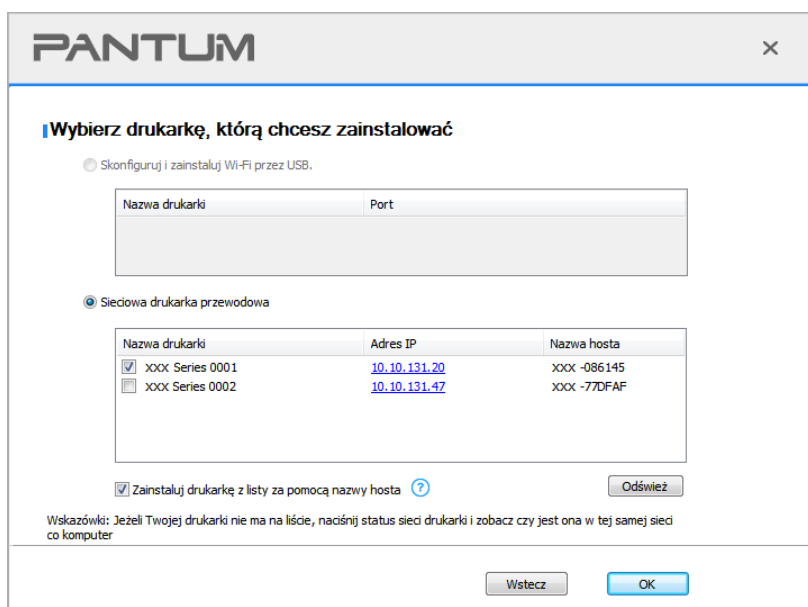 PANTUM
Wybierz drukarkę, którą chcesz zainstalować
Skonfiguruj i zainstaluj Wi-Fi przez USB.
Nazwa drukarki Port
Sieciowa drukarka przewodowa
Nazwa drukarki Adres IP Nazwa hosta
XXX Series 0001 10.10.131.20 XXX -086145
XXX Series 0002 10.10.131.47 XXX -77DFAF
Zainstaluj drukarkę z listy za pomocą nazwy hosta ?
Odśwież
Wskazówki: Jeżeli Twojej drukarki nie ma na liście, naciśnij status sieci drukarki i zobacz czy jest ona w tej samej sieci
co komputer
Wstecz OK